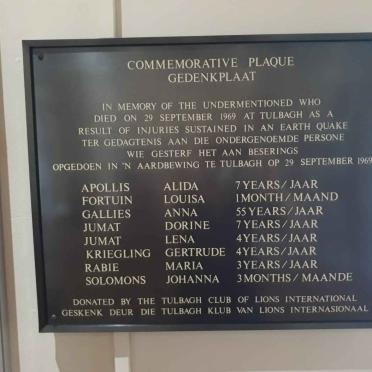 COMMEMORATIVE PLAQUE
GEDENKPLAAT
IN MEMORY OF THE UNDERMENTIONED WHO
DIED ON 29 SEPTEMBER 1969 AT TULBAGH AS A
RESULT OF INJURIES SUSTAINED IN AN EARTH QUAKE
TER GEDAGTENIS AAN DIE ONDERGENOEMDE PERSONE
WIE GESTERF HET AAN BESERINGS
OPGEDOEN IN 'N AARDBEWING TE TULBAGH OP 29 SEPTEMBER 1969
APOLLIS ALIDA 7 YEARS/JAAR
FORTUIN LOUISA 1 MONTH/MAAND
GALLIES ANNA 55 YEARS/JAAR
JUMAT DORINE 7 YEARS/JAAR
JUMAT LENA 4 YEARS/JAAR
KRIEGLING GERTRUDE 4 YEARS/JAAR
RABIE MARIA 3 YEARS/JAAR
SOLOMONS JOHANNA 3 MONTHS/MAANDE
DONATED BY THE TULBAGH CLUB OF LIONS INTERNATIONAL
GESKENK DEUR DIE TULBAGH KLUB VAN LIONS INTERNASIONAAL